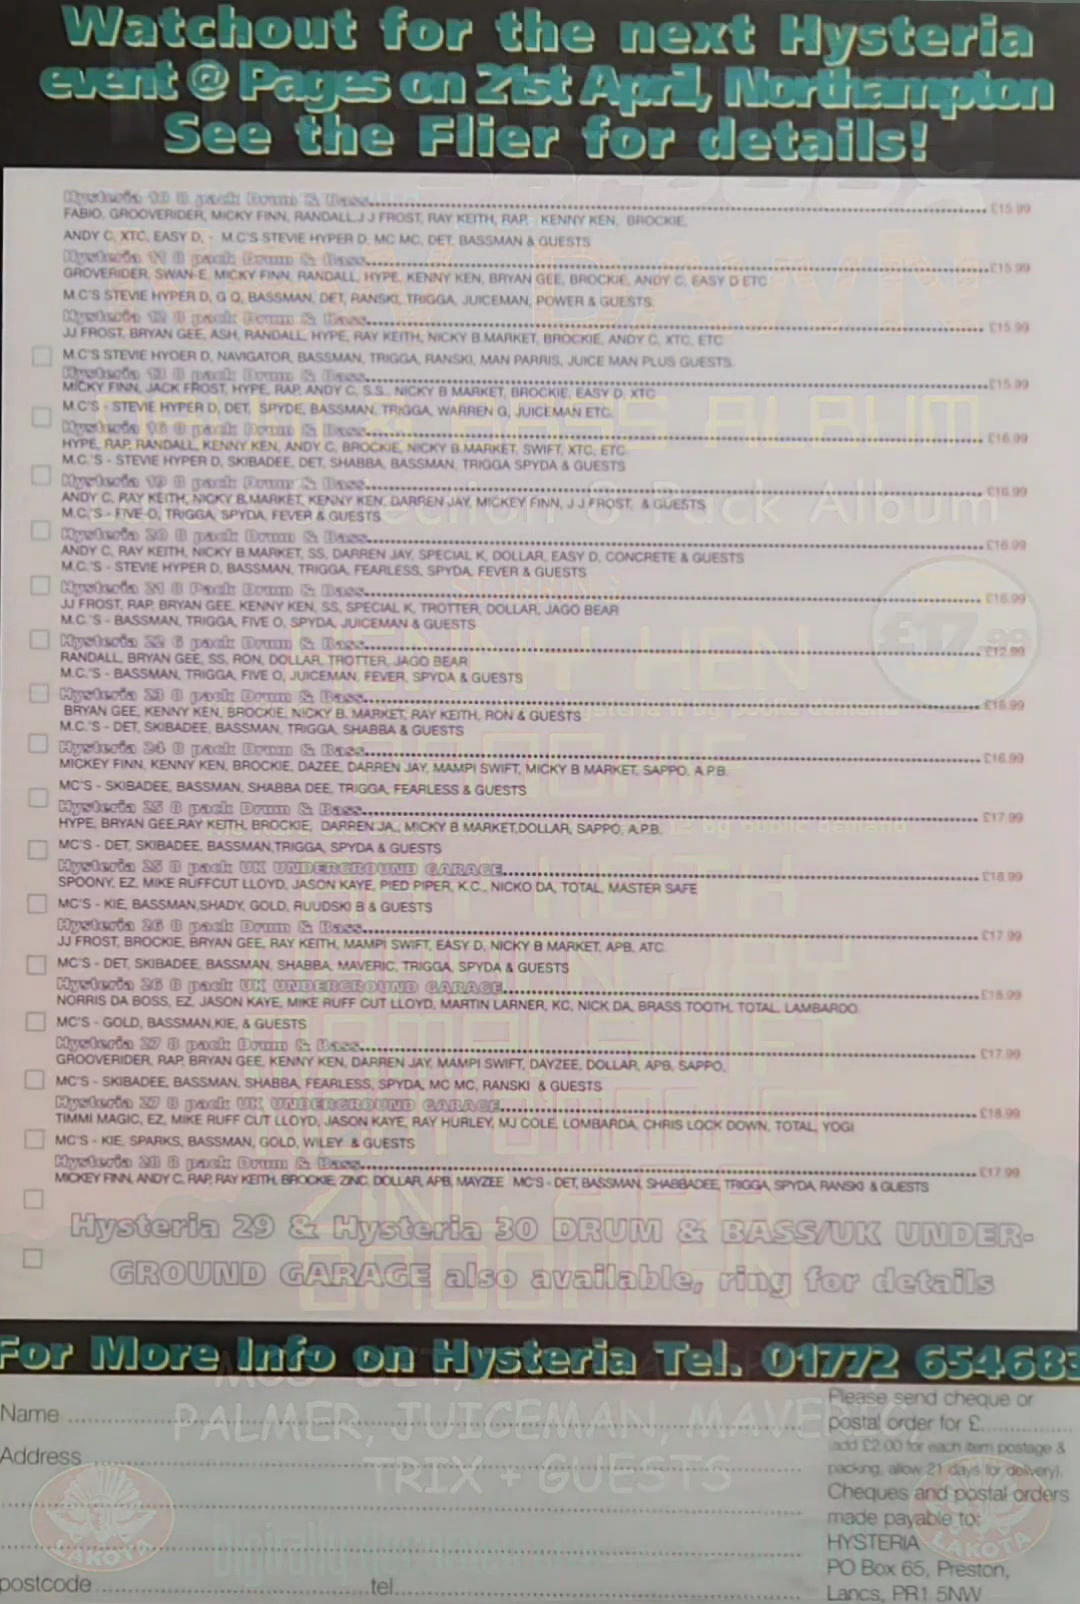 Watchout for the next Hysteria
event @ Pages on 21st April, Northampton
See the Flier for details!
Hysteria 10 8 pack Drum & Bass £15.99
FABIO, GROOVERIDER, MICKY FINN, RANDALL,J J FROST, RAY KEITH, RAP, KENNY KEN, BROCKIE,
ANDY C, XTC, EASY D, - M.C'S STEVIE HYPER D, MC MC, DET, BASSMAN & GUESTS
Hysteria 11 8 pack Drum & Bass £15.99
GROVERIDER, SWAN-E, MICKY FINN, RANDALL, HYPE, KENNY KEN, BRYAN GEE, BROCKIE, ANDY C, EASY D ETC
M.C'S STEVIE HYPER D, G Q, BASSMAN, DET, RANSKI, TRIGGA, JUICEMAN, POWER & GUESTS.
Hysteria 12 8 pack Drum & Bass £15.99
JJ FROST, BRYAN GEE, ASH, RANDALL, HYPE, RAY KEITH, NICKY B.MARKET, BROCKIE, ANDY C, XTC, ETC
M.C'S STEVIE HYOER D, NAVIGATOR, BASSMAN, TRIGGA, RANSKI, MAN PARRIS, JUICE MAN PLUS GUESTS.
Hysteria 13 8 pack Drum & Bass £15.99
MICKY FINN, JACK FROST, HYPE, RAP, ANDY C, S.S., NICKY B MARKET, BROCKIE, EASY D, XTC
M.C'S - STEVIE HYPER D, DET, SPYDE, BASSMAN, TRIGGA, WARREN G, JUICEMAN ETC.
Hysteria 16 8 pack Drum & Bass £16.99
HYPE, RAP, RANDALL, KENNY KEN, ANDY C, BROCKIE, NICKY B.MARKET, SWIFT, XTC, ETC
M.C.'S - STEVIE HYPER D, SKIBADEE, DET, SHABBA, BASSMAN, TRIGGA SPYDA & GUESTS
Hysteria 19 8 pack Drum & Bass £16.99
ANDY C, RAY KEITH, NICKY B.MARKET, KENNY KEN, DARREN JAY, MICKEY FINN, J J FROST, & GUESTS
M.C.'S - FIVE-O, TRIGGA, SPYDA, FEVER & GUESTS
Hysteria 20 8 pack Drum & Bass £16.99
ANDY C, RAY KEITH, NICKY B.MARKET, SS, DARREN JAY, SPECIAL K, DOLLAR, EASY D, CONCRETE & GUESTS
M.C.'S - STEVIE HYPER D, BASSMAN, TRIGGA, FEARLESS, SPYDA, FEVER & GUESTS
Hysteria 21 8 Pack Drum & Bass £16.99
JJ FROST, RAP, BRYAN GEE, KENNY KEN, SS, SPECIAL K, TROTTER, DOLLAR, JAGO BEAR
M.C.'S - BASSMAN, TRIGGA, FIVE O, SPYDA, JUICEMAN & GUESTS
Hysteria 22 6 pack Drum & Bass £12.99
RANDALL, BRYAN GEE, SS, RON, DOLLAR, TROTTER, JAGO BEAR
M.C.'S - BASSMAN, TRIGGA, FIVE O, JUICEMAN, FEVER, SPYDA & GUESTS
Hysteria 23 8 pack Drum & Bass £16.99
BRYAN GEE, KENNY KEN, BROCKIE, NICKY B. MARKET, RAY KEITH, RON & GUESTS
M.C.'S - DET, SKIBADEE, BASSMAN, TRIGGA, SHABBA & GUESTS
Hysteria 24 8 pack Drum & Bass £16.99
MICKEY FINN, KENNY KEN, BROCKIE, DAZEE, DARREN JAY, MAMPI SWIFT, MICKY B MARKET, SAPPO, A.P.B.
MC'S - SKIBADEE, BASSMAN, SHABBA DEE, TRIGGA, FEARLESS & GUESTS
Hysteria 25 8 pack Drum & Bass £17.99
HYPE, BRYAN GEE,RAY KEITH, BROCKIE, DARREN JA,, MICKY B MARKET,DOLLAR, SAPPO, A.P.B.
MC'S - DET, SKIBADEE, BASSMAN,TRIGGA, SPYDA & GUESTS
Hysteria 25 8 pack UK UNDERGROUND GARAGE £18.99
SPOONY, EZ, MIKE RUFFCUT LLOYD, JASON KAYE, PIED PIPER, K.C., NICKO DA, TOTAL, MASTER SAFE
MC'S - KIE, BASSMAN,SHADY, GOLD, RUUDSKI B & GUESTS
Hysteria 26 8 pack Drum & Bass £17.99
JJ FROST, BROCKIE, BRYAN GEE, RAY KEITH, MAMPI SWIFT, EASY D, NICKY B MARKET, APB, ATC
MC'S - DET, SKIBADEE, BASSMAN, SHABBA, MAVERIC, TRIGGA, SPYDA & GUESTS
Hysteria 26 8 pack UK UNDERGROUND GARAGE £18.99
NORRIS DA BOSS, EZ, JASON KAYE, MIKE RUFF CUT LLOYD, MARTIN LARNER, KC, NICK DA, BRASS TOOTH, TOTAL, LAMBARDO
MC'S - GOLD, BASSMAN,KIE, & GUESTS
Hysteria 27 8 pack Drum & Bass £17.99
GROOVERIDER, RAP, BRYAN GEE, KENNY KEN, DARREN JAY, MAMPI SWIFT, DAYZEE, DOLLAR, APB, SAPPO,
MC'S - SKIBADEE, BASSMAN, SHABBA, FEARLESS, SPYDA, MC MC, RANSKI & GUESTS
Hysteria 27 8 pack UK UNDERGROUND GARAGE £18.99
TIMMI MAGIC, EZ, MIKE RUFF CUT LLOYD, JASON KAYE, RAY HURLEY, MJ COLE, LOMBARDA, CHRIS LOCK DOWN, TOTAL, YOGI
MC'S - KIE, SPARKS, BASSMAN, GOLD, WILEY & GUESTS
Hysteria 28 8 pack Drum & Bass £17.99
MICKEY FINN, ANDY C, RAP, RAY KEITH, BROCKIE, ZINC, DOLLAR, APB, MAYZEE MC'S - DET, BASSMAN, SHABBADEE, TRIGGA, SPYDA, RANSKI & GUESTS
Hysteria 29 & Hysteria 30 DRUM & BASS/UK UNDER-
GROUND GARAGE also available, ring for details
For More Info on Hysteria Tel. 01772 654683
Name
Address
postcode tel
Please send cheque or
postal order for £
(add £2.00 for each item postage &
packing, allow 21 days for delivery).
Cheques and postal orders
made payable to:
HYSTERIA
PO Box 65, Preston,
Lancs, PR1 5NW
PALMER, JUICEMAN, MAVERIC,
TRIX + GUESTS
LAKOTA
LAKOTA